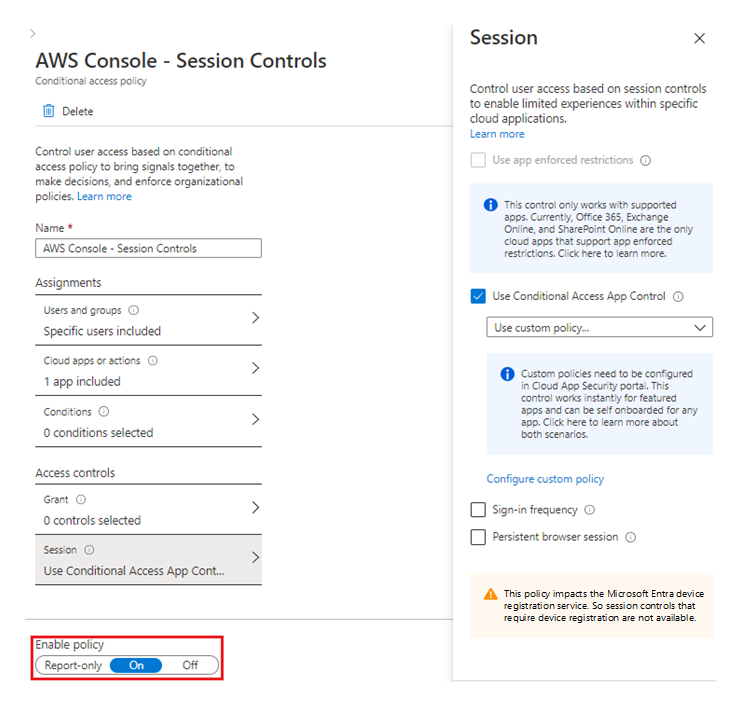 AWS Console - Session Controls
Conditional access policy
Delete
Control user access based on conditional
access policy to bring signals together, to
make decisions, and enforce organizational
policies. Learn more
Name *
AWS Console - Session Controls
Assignments
Users and groups
Specific users included
Cloud apps or actions
1 app included
Conditions
0 conditions selected
Access controls
Grant
0 controls selected
Session
Use Conditional Access App Cont...
Enable policy
Report-only On Off
Session
Control user access based on session controls
to enable limited experiences within specific
cloud applications.
Learn more
Use app enforced restrictions
This control only works with supported
apps. Currently, Office 365, Exchange
Online, and SharePoint Online are the only
cloud apps that support app enforced
restrictions. Click here to learn more.
Use Conditional Access App Control
Use custom policy...
Custom policies need to be configured
in Cloud App Security portal. This
control works instantly for featured
apps and can be self onboarded for any
app. Click here to learn more about
both scenarios.
Configure custom policy
Sign-in frequency
Persistent browser session
This policy impacts the Microsoft Entra device
registration service. So session controls that
require device registration are not available.